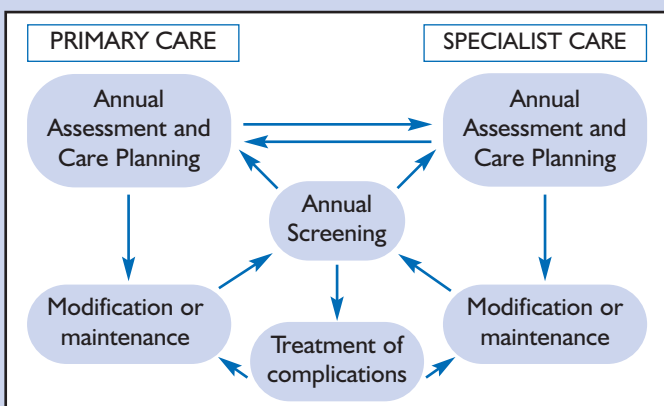 PRIMARY CARE
SPECIALIST CARE
Annual
Assessment and
Care Planning
Annual
Assessment and
Care Planning
Annual
Screening
Modification or
maintenance
Treatment of
complications
Modification or
maintenance